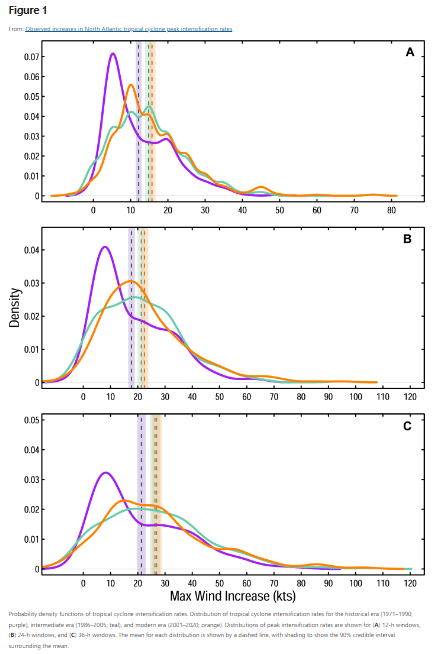 Figure 1
From: Observed increases in North Atlantic tropical cyclone peak intensification rates
A
0.07
0.06
0.05
0.04
0.03
0.02
0.01
0
0 10 20 30 40 50 60 70 80
B
0.04
0.03
0.02
0.01
0
0 10 20 30 40 50 60 70 80 90 100 110 120
Density
C
0.05
0.04
0.03
0.02
0.01
0
0 10 20 30 40 50 60 70 80 90 100 110 120
Max Wind Increase (kts)
Probability density functions of tropical cyclone intensification rates. Distribution of tropical cyclone intensification rates for the historical era (1971–1990;
purple), intermediate era (1986–2005; teal), and modern era (2001–2020; orange). Distributions of peak intensification rates are shown for (A) 12-h windows,
(B) 24-h windows, and (C) 36-h windows. The mean for each distribution is shown by a dashed line, with shading to show the 90% credible interval
surrounding the mean.